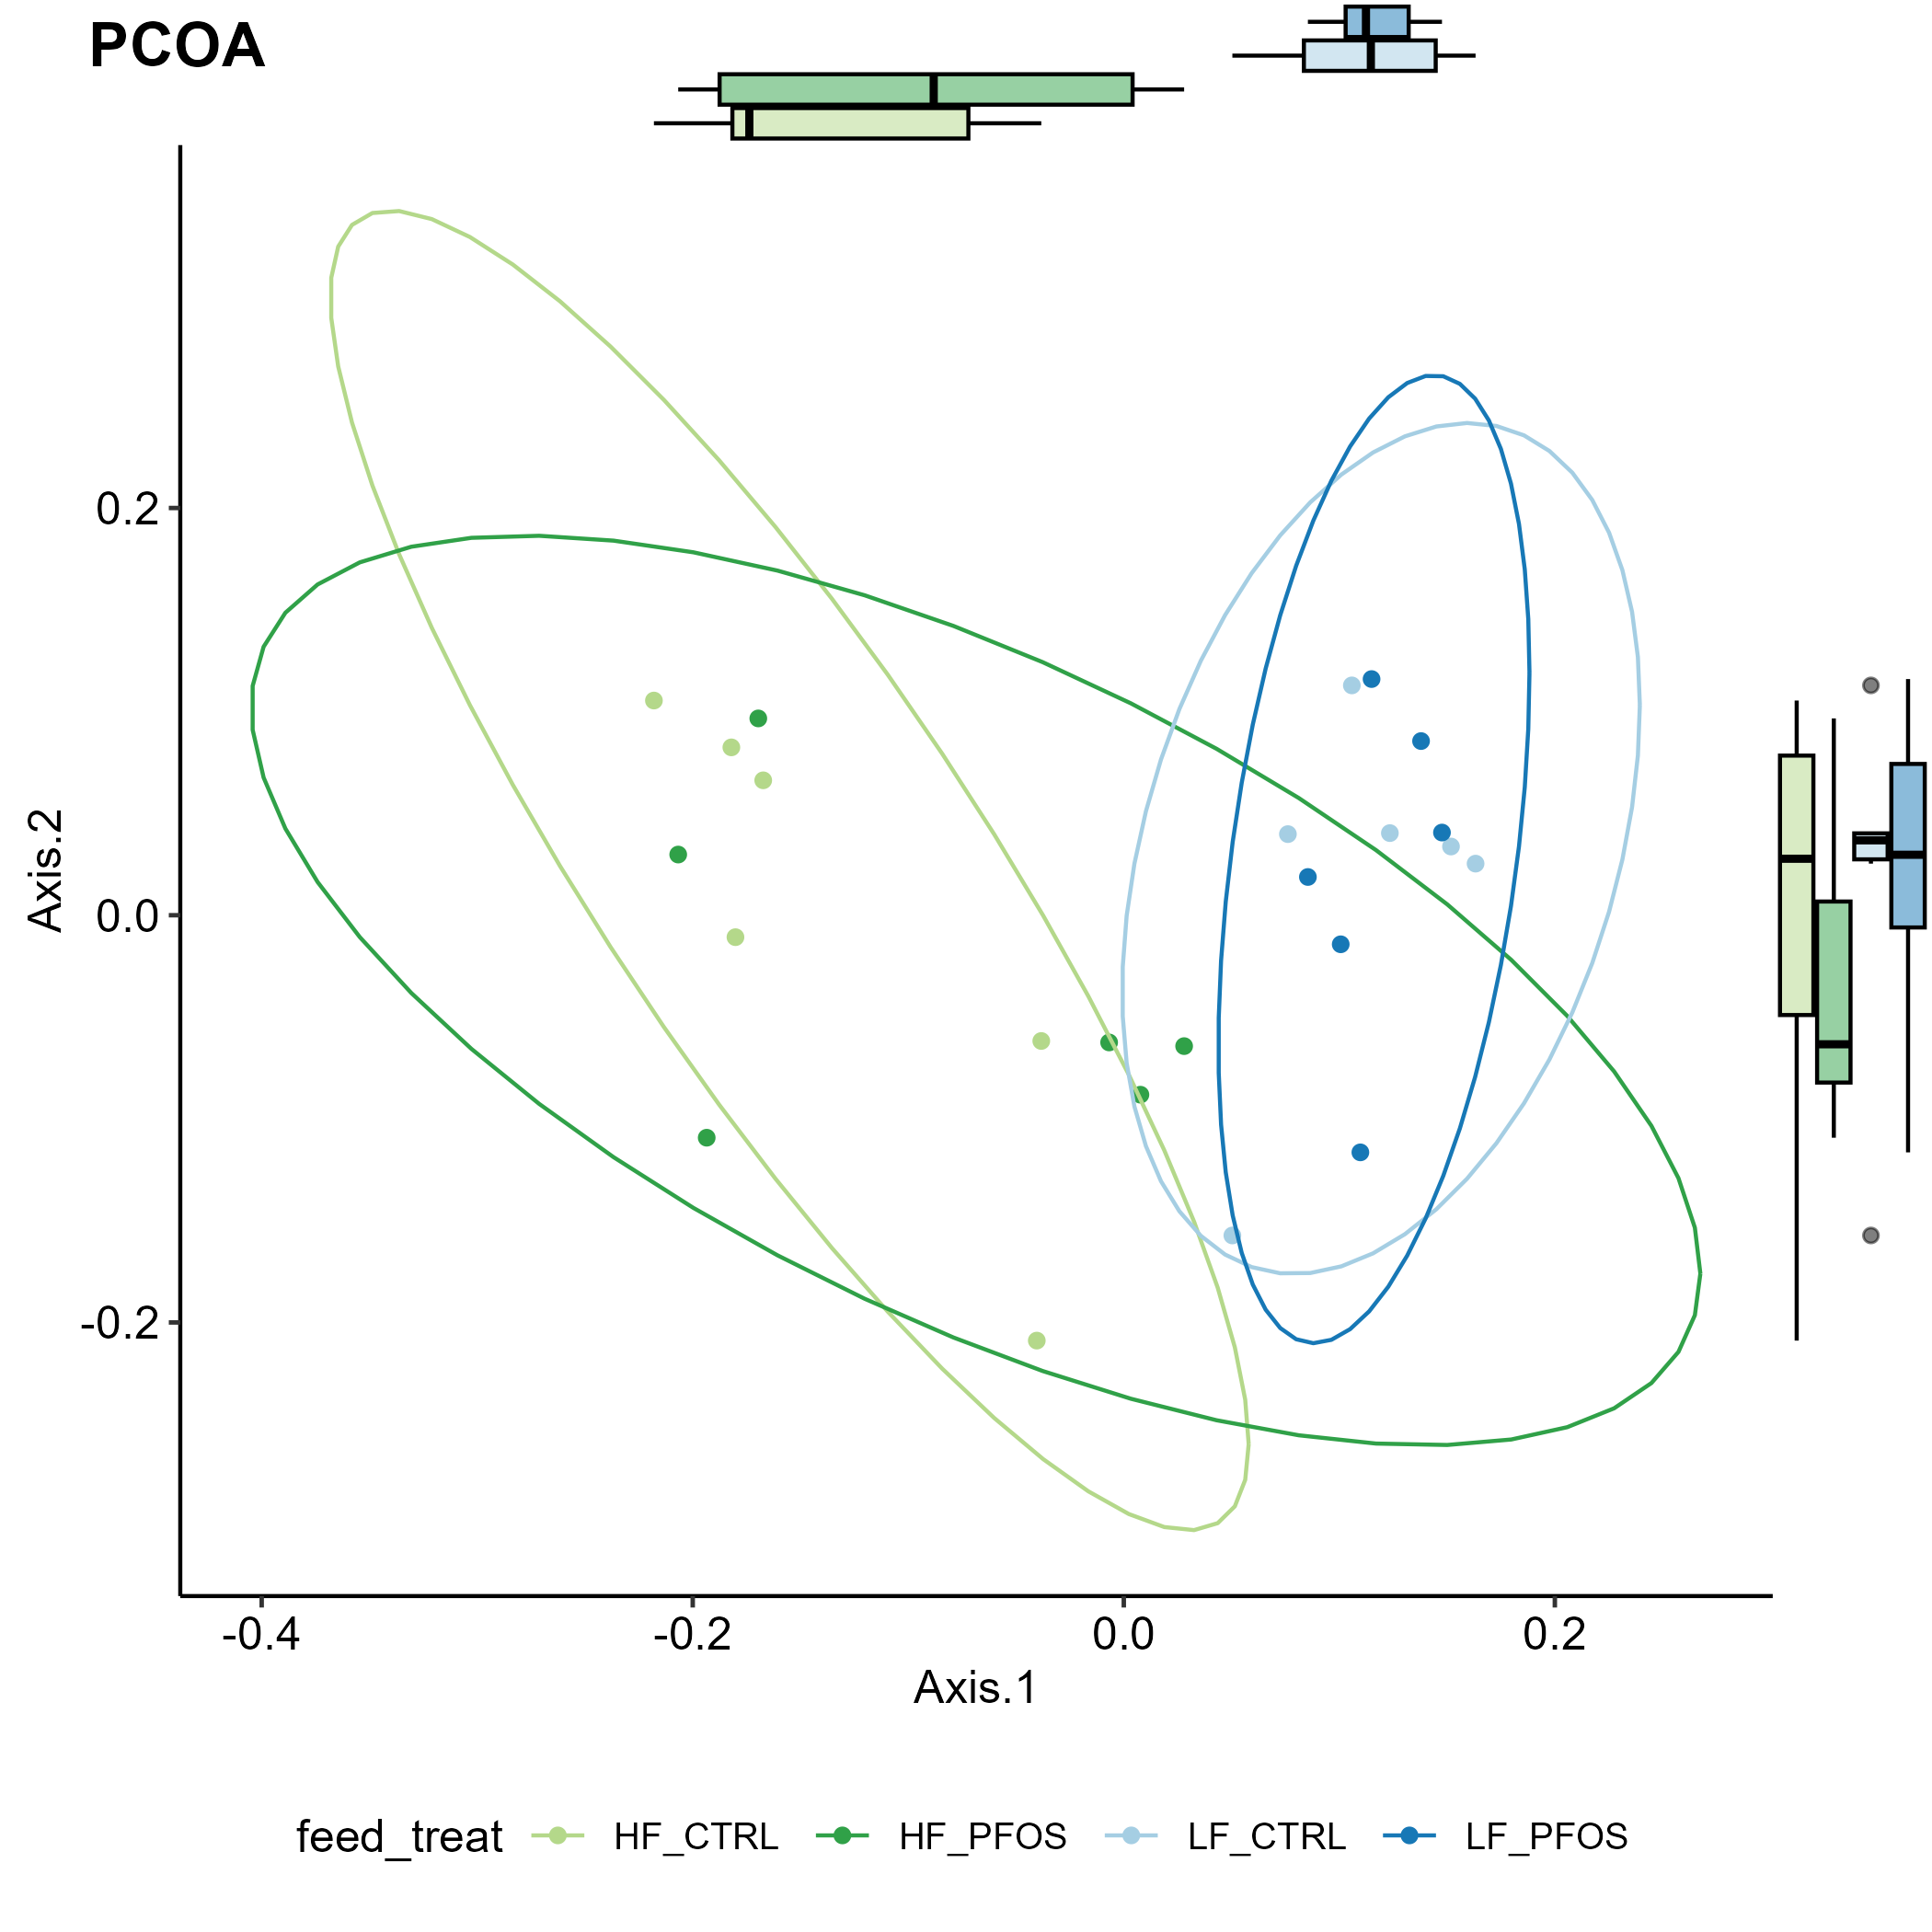 PCOA
0.2
0.0
-0.2
Axis.2
-0.4 -0.2 0.0 0.2
Axis.1
feed_treat HF_CTRL HF_PFOS LF_CTRL LF_PFOS